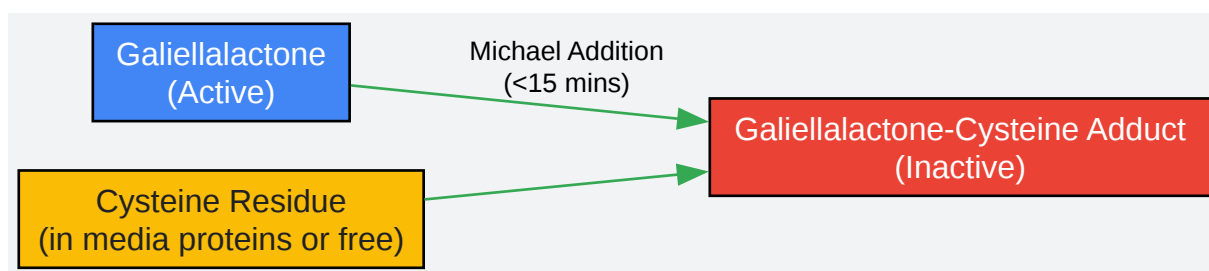 Galiellalactone
(Active)
Michael Addition
(<15 mins)
Galiellalactone-Cysteine Adduct
(Inactive)
Cysteine Residue
(in media proteins or free)